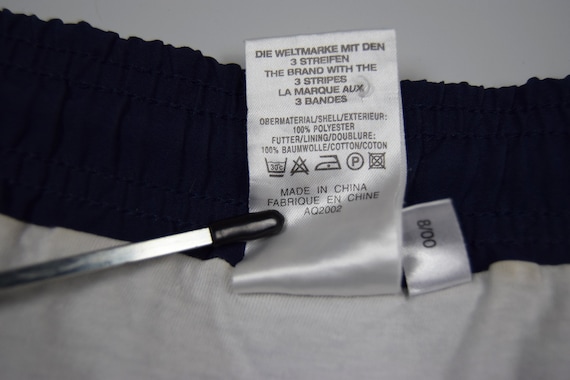 DIE WELTMARKE MIT DEN
3 STREIFEN
THE BRAND WITH THE
3 STRIPES
LA MARQUE AUX
3 BANDES
OBERMATERIAL/SHELL/EXTERIEUR:
100% POLYESTER
FUTTER/LINING/DOUBLURE:
100% BAUMWOLLE/COTTON/COTON
30°C
MADE IN CHINA
FABRIQUE EN CHINE
AQ2002
8/00